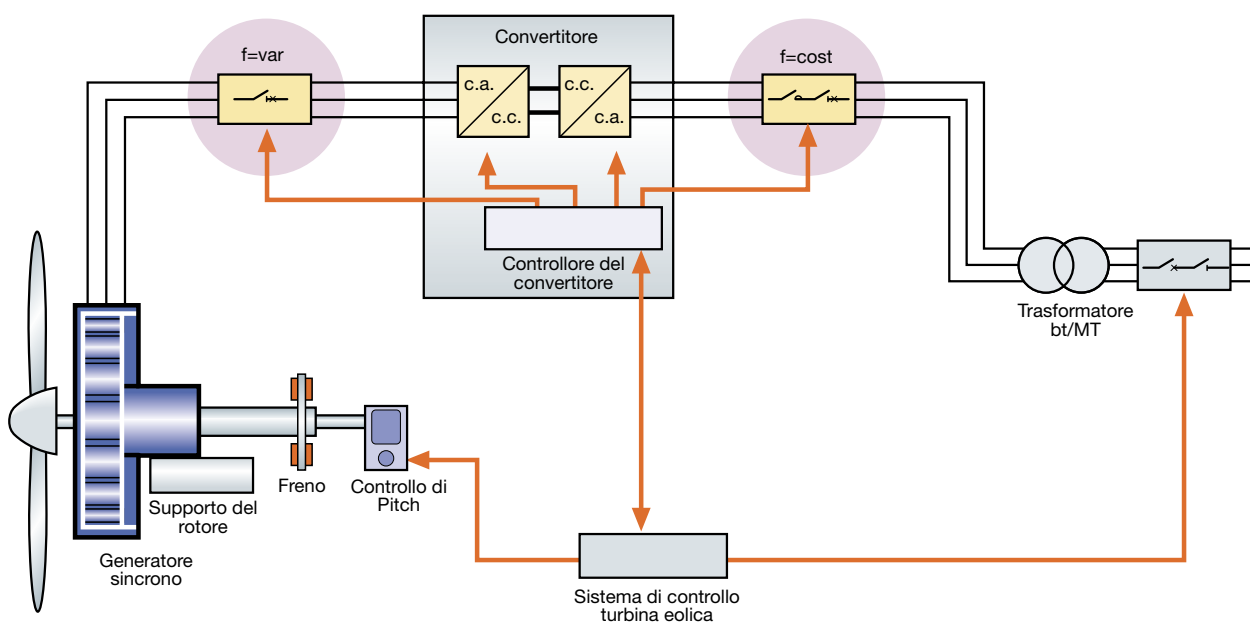 f=var
Convertitore
f=cost
c.a.
c.c.
c.c.
c.a.
Controllore del
convertitore
Trasformatore
bt/MT
Freno
Controllo di
Pitch
Supporto del
rotore
Generatore
sincrono
Sistema di controllo
turbina eolica